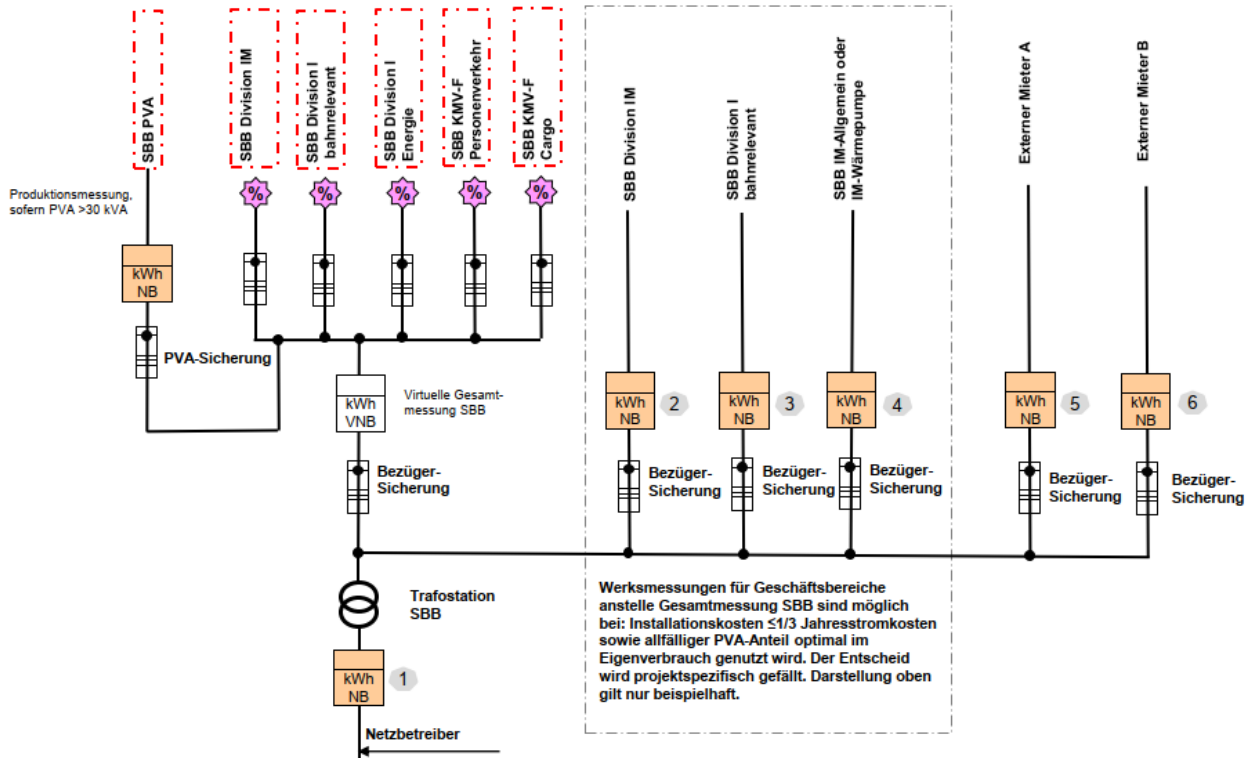 SBB PVA
SBB Division IM
SBB Division I
bahnrelevant
SBB Division I
Energie
SBB KMV-F
Personenverkehr
SBB KMV-F
Cargo
SBB Division IM
SBB Division I
bahnrelevant
SBB IM-Allgemein oder
IM-Wärmepumpe
Externer Mieter A
Externer Mieter B
Produktionsmessung,
sofern PVA >30 kVA
%
%
%
%
%
kWh
NB
PVA-Sicherung
kWh
VNB
Virtuelle Gesamt-
messung SBB
kWh
NB
2
kWh
NB
3
kWh
NB
4
kWh
NB
5
kWh
NB
6
Bezüger-
Sicherung
Bezüger-
Sicherung
Bezüger-
Sicherung
Bezüger-
Sicherung
Bezüger-
Sicherung
Bezüger-
Sicherung
Trafostation
SBB
Werksmessungen für Geschäftsbereiche
anstelle Gesamtmessung SBB sind möglich
bei: Installationskosten ≤1/3 Jahresstromkosten
sowie allfälliger PVA-Anteil optimal im
Eigenverbrauch genutzt wird. Der Entscheid
wird projektspezifisch gefällt. Darstellung oben
gilt nur beispielhaft.
kWh
NB
1
Netzbetreiber